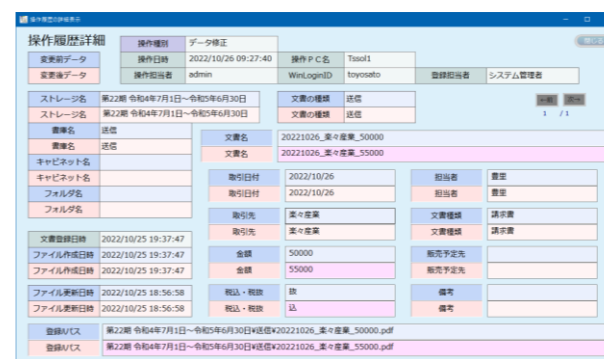 操作履歴の詳細表示
操作履歴詳細 操作種別 データ修正
変更前データ 操作日時 2022/10/26 09:27:40 操作PC名 Tssol1
変更後データ 操作担当者 admin WinLoginID toyosato 登録担当者 システム管理者
ストレージ名 第22期 令和4年7月1日~令和5年6月30日 文書の種類 送信
ストレージ名 第22期 令和4年7月1日~令和5年6月30日 文書の種類 送信
1 /1
書庫名 送信
書庫名 送信
文書名 20221026_楽々産業_50000
文書名 20221026_楽々産業_55000
キャビネット名
キャビネット名
フォルダ名
フォルダ名
取引日付 2022/10/26 担当者 豊里
取引日付 2022/10/26 担当者 豊里
取引先 楽々産業 文書種類 請求書
取引先 楽々産業 文書種類 請求書
文書登録日時 2022/10/25 19:37:47
ファイル作成日時 2022/10/25 19:37:47 金額 50000 販売予定先
ファイル作成日時 2022/10/25 19:37:47 金額 55000 販売予定先
ファイル更新日時 2022/10/25 18:56:58 税込・税抜 抜 備考
ファイル更新日時 2022/10/25 18:56:58 税込・税抜 込 備考
登録パス 第22期 令和4年7月1日~令和5年6月30日¥送信¥20221026_楽々産業_50000.pdf
登録パス 第22期 令和4年7月1日~令和5年6月30日¥送信¥20221026_楽々産業_55000.pdf